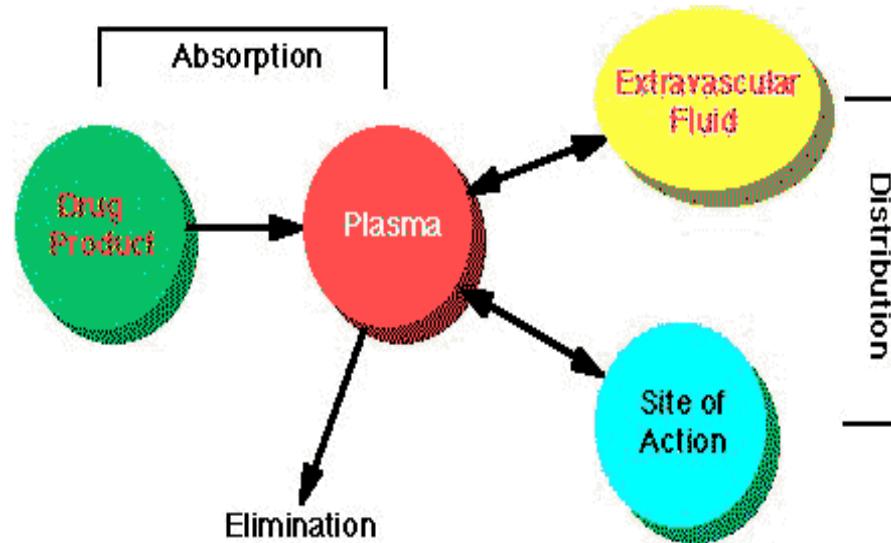 Absorption
Extravascular
Fluid
Drug
Product
Plasma
Distribution
Site of
Action
Elimination